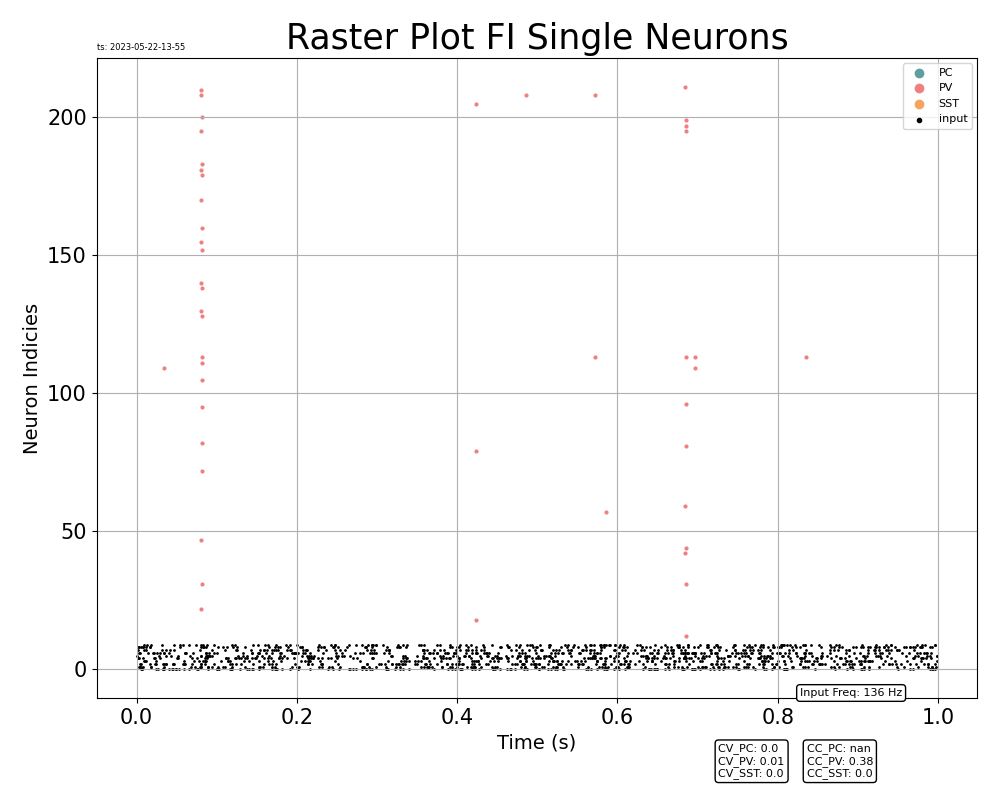 Raster Plot FI Single Neurons
ts: 2023-05-22-13-55
PC
PV
SST
input
200
150
100
50
0
Neuron Indicies
0.0 0.2 0.4 0.6 0.8 1.0
Input Freq: 136 Hz
Time (s)
CV_PC: 0.0
CV_PV: 0.01
CV_SST: 0.0
CC_PC: nan
CC_PV: 0.38
CC_SST: 0.0